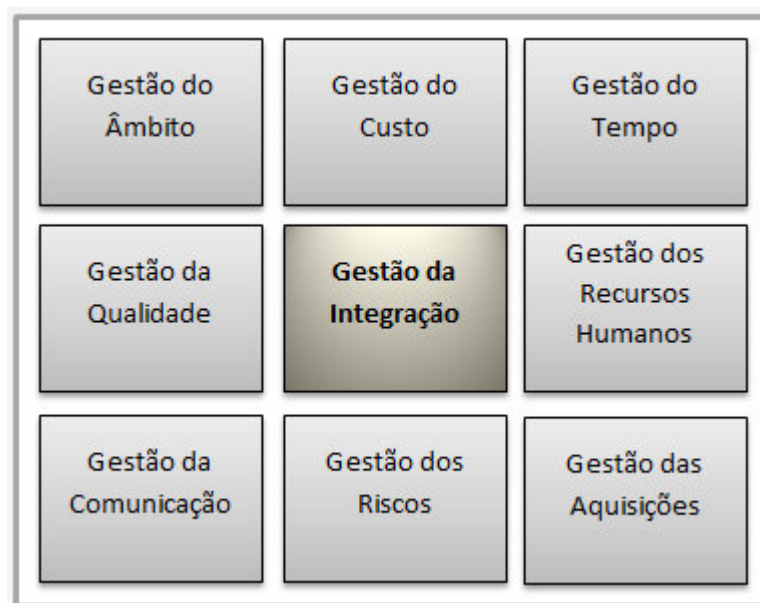 Gestão do
Âmbito
Gestão do
Custo
Gestão do
Tempo
Gestão da
Qualidade
Gestão da
Integração
Gestão dos
Recursos
Humanos
Gestão da
Comunicação
Gestão dos
Riscos
Gestão das
Aquisições